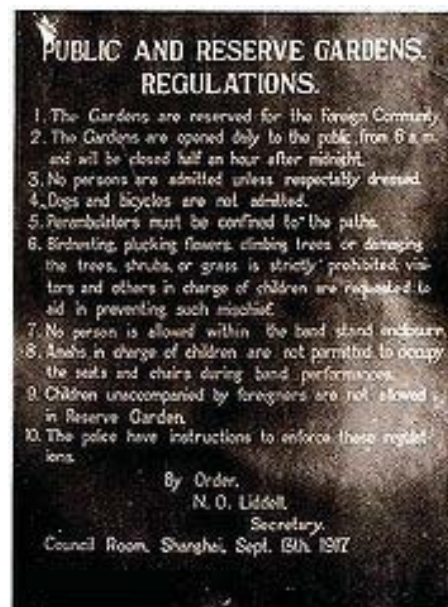 PUBLIC AND RESERVE GARDENS.
REGULATIONS.
1. The Gardens are reserved for the Foreign Community.
2. The Gardens are opened daily to the public from 6 a.m.
and will be closed half an hour after midnight.
3. No persons are admitted unless respectably dressed.
4. Dogs and bicycles are not admitted.
5. Perambulators must be confined to the paths.
6. Birdnesting, plucking flowers, climbing trees or damaging
the trees, shrubs, or grass is strictly prohibited; visi-
tors and others in charge of children are requested to
aid in preventing such mischief.
7. No person is allowed within the band stand enclosure.
8. Amahs in charge of children are not permitted to occupy
the seats and chairs during band performances.
9. Children unaccompanied by foreigners are not allowed
in Reserve Garden.
10. The police have instructions to enforce these regulat-
ions.
By Order,
N. O. Liddell,
Secretary.
Council Room, Shanghai, Sept. 13th, 1917.